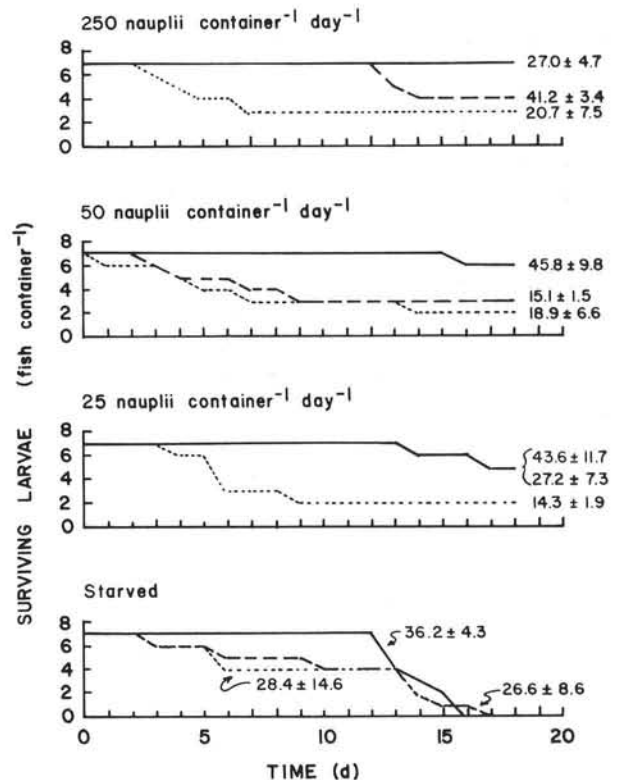 250 nauplii container⁻¹ day⁻¹
8
6
4
2
0
27.0 ± 4.7
41.2 ± 3.4
20.7 ± 7.5
50 nauplii container⁻¹ day⁻¹
8
6
4
2
0
45.8 ± 9.8
15.1 ± 1.5
18.9 ± 6.6
25 nauplii container⁻¹ day⁻¹
8
6
4
2
0
43.6 ± 11.7
27.2 ± 7.3
14.3 ± 1.9
Starved
8
6
4
2
0
36.2 ± 4.3
28.4 ± 14.6
26.6 ± 8.6
0 5 10 15 20
TIME (d)
SURVIVING LARVAE (fish container⁻¹)